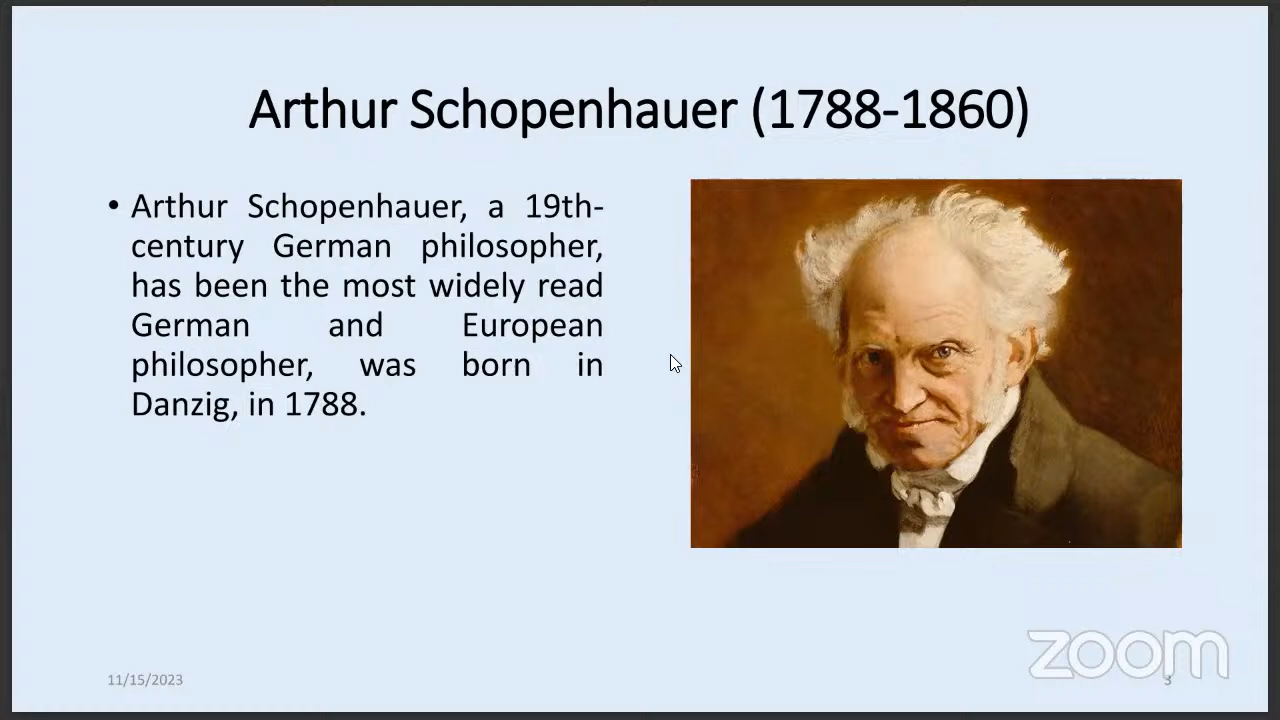 Arthur Schopenhauer (1788-1860)
• Arthur Schopenhauer, a 19th-
century German philosopher,
has been the most widely read
German and European
philosopher, was born in
Danzig, in 1788.
zoom
11/15/2023
3